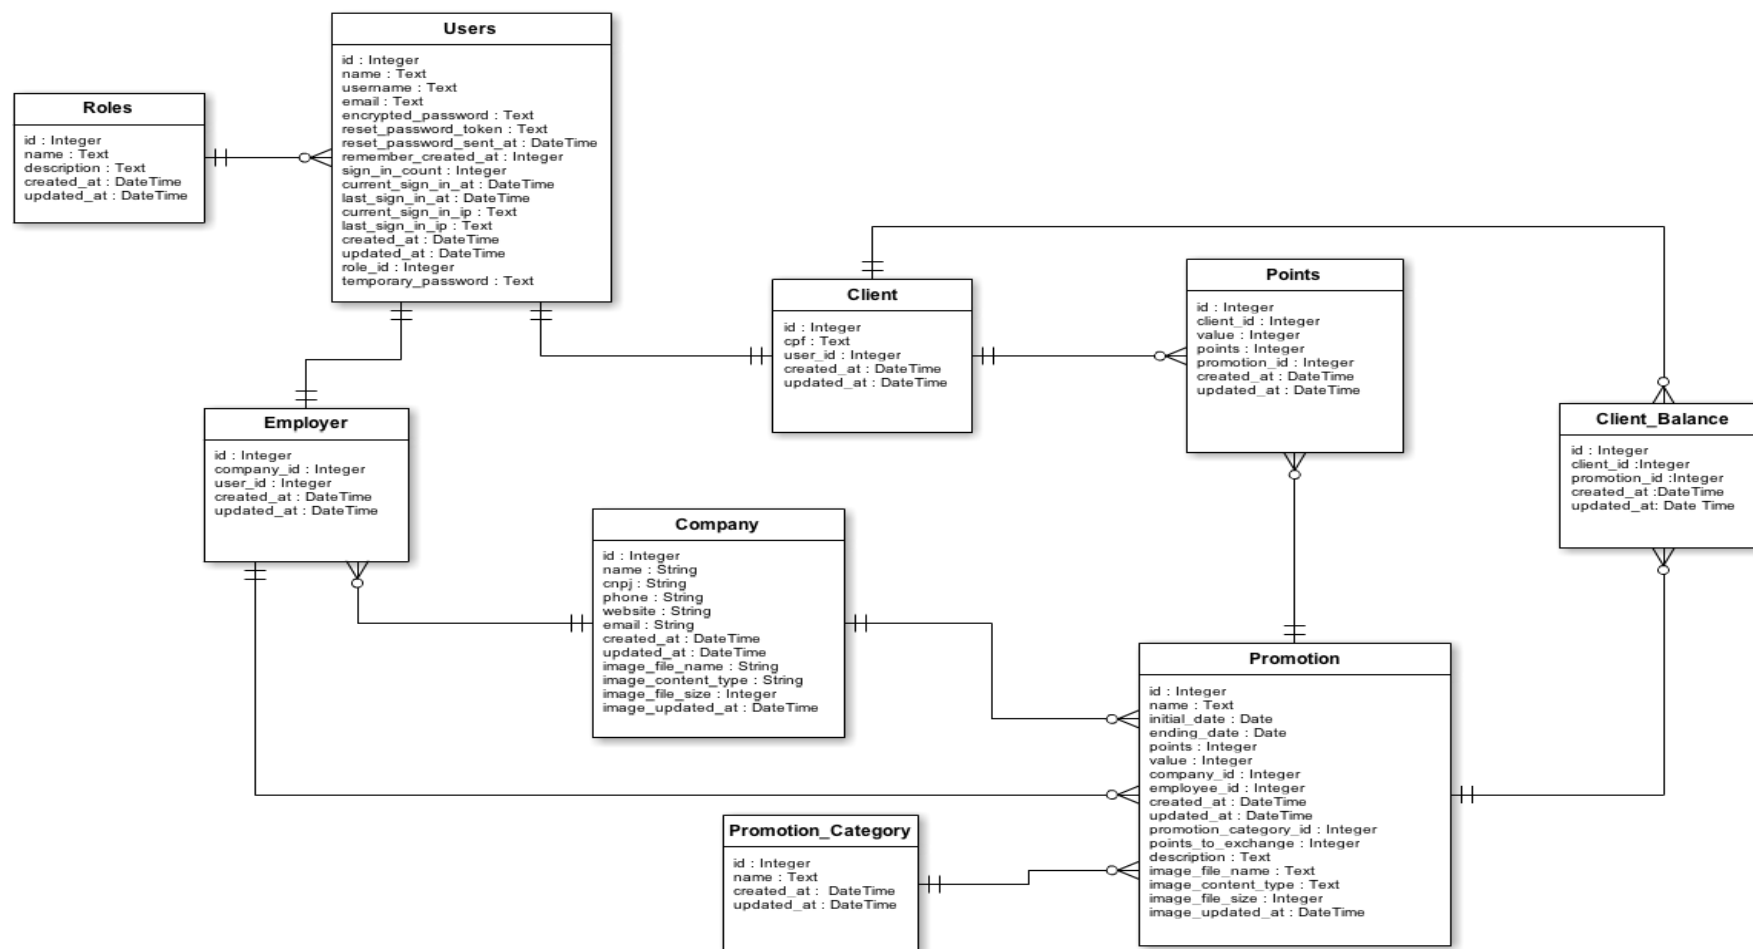 Users
id : Integer
name : Text
username : Text
email : Text
encrypted_password : Text
reset_password_token : Text
reset_password_sent_at : DateTime
remember_created_at : Integer
sign_in_count : Integer
current_sign_in_at : DateTime
last_sign_in_at : DateTime
current_sign_in_ip : Text
last_sign_in_ip : Text
created_at : DateTime
updated_at : DateTime
role_id : Integer
temporary_password : Text
Roles
id : Integer
name : Text
description : Text
created_at : DateTime
updated_at : DateTime
Client
id : Integer
cpf : Text
user_id : Integer
created_at : DateTime
updated_at : DateTime
Points
id : Integer
client_id : Integer
value : Integer
points : Integer
promotion_id : Integer
created_at : DateTime
updated_at : DateTime
Client_Balance
id : Integer
client_id :Integer
promotion_id :Integer
created_at :DateTime
updated_at: Date Time
Employer
id : Integer
company_id : Integer
user_id : Integer
created_at : DateTime
updated_at : DateTime
Company
id : Integer
name : String
cnpj : String
phone : String
website : String
email : String
created_at : DateTime
updated_at : DateTime
image_file_name : String
image_content_type : String
image_file_size : Integer
image_updated_at : DateTime
Promotion
id : Integer
name : Text
initial_date : Date
ending_date : Date
points : Integer
value : Integer
company_id : Integer
employee_id : Integer
created_at : DateTime
updated_at : DateTime
promotion_category_id : Integer
points_to_exchange : Integer
description : Text
image_file_name : Text
image_content_type : Text
image_file_size : Integer
image_updated_at : DateTime
Promotion_Category
id : Integer
name : Text
created_at :  DateTime
updated_at : DateTime